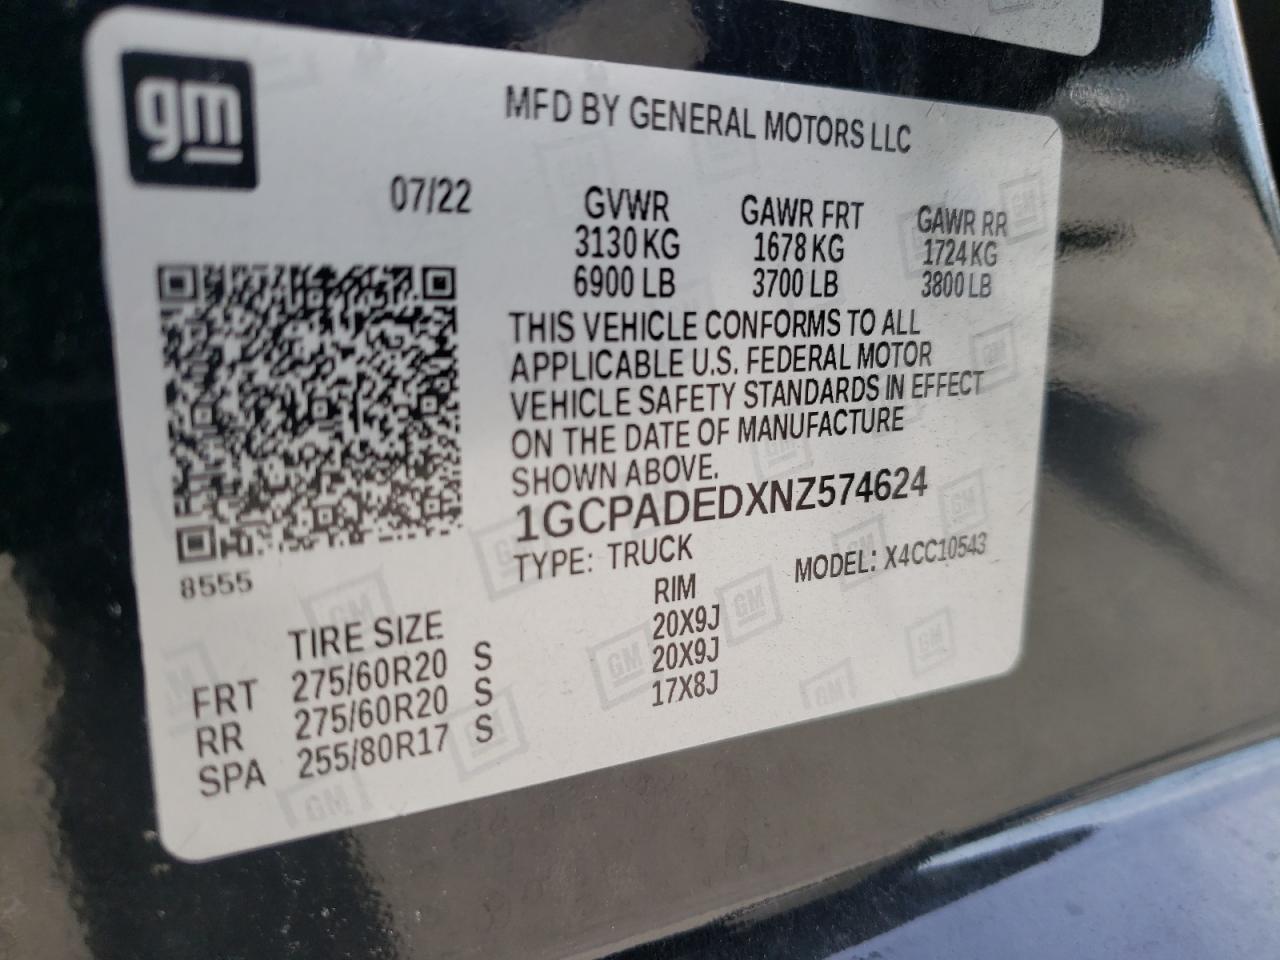 gm
MFD BY GENERAL MOTORS LLC
07/22 GVWR GAWR FRT GAWR RR
3130 KG 1678 KG 1724 KG
6900 LB 3700 LB 3800 LB
THIS VEHICLE CONFORMS TO ALL
APPLICABLE U.S. FEDERAL MOTOR
VEHICLE SAFETY STANDARDS IN EFFECT
ON THE DATE OF MANUFACTURE
SHOWN ABOVE.
1GCPADEDXNZ574624
TYPE: TRUCK MODEL: X4CC10543
8555
TIRE SIZE RIM
FRT 275/60R20 S 20X9J
RR 275/60R20 S 20X9J
SPA 255/80R17 S 17X8J